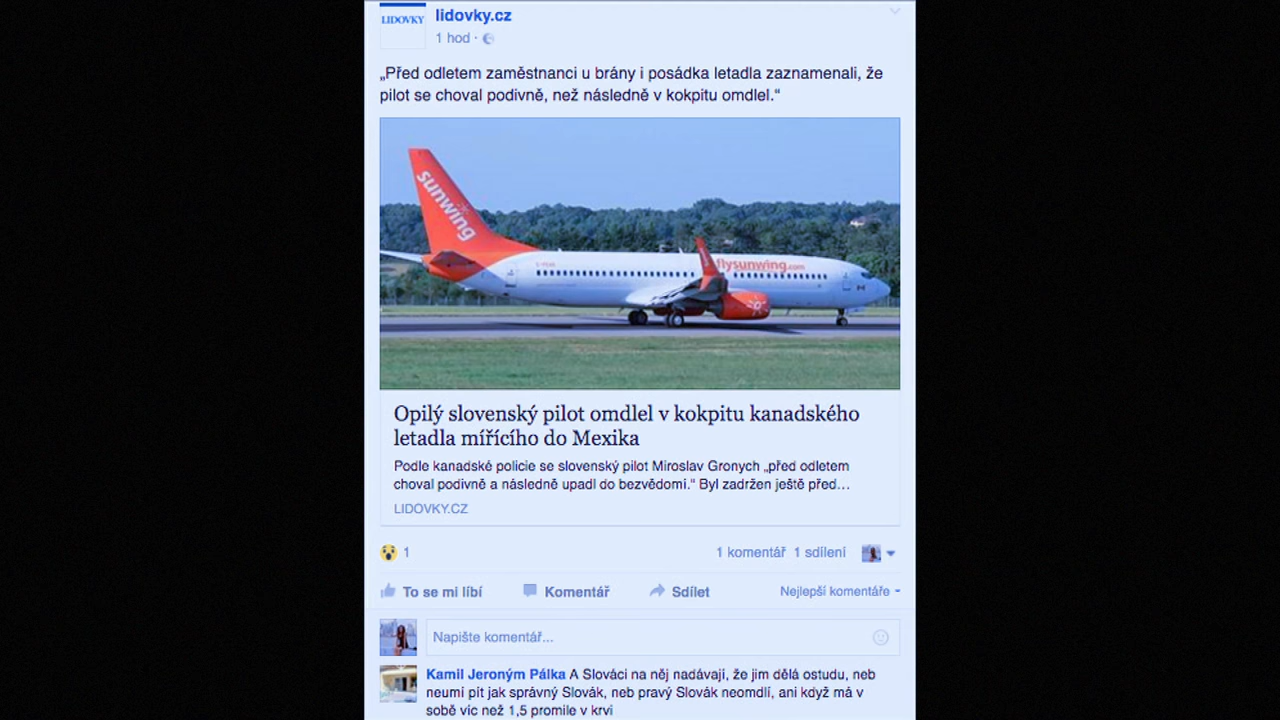 LIDOVKY
lidovky.cz
1 hod ·
„Před odletem zaměstnanci u brány i posádka letadla zaznamenali, že
pilot se choval podivně, než následně v kokpitu omdlel.“
sunwing
flysunwing.com
Opilý slovenský pilot omdlel v kokpitu kanadského
letadla mířícího do Mexika
Podle kanadské policie se slovenský pilot Miroslav Gronych „před odletem
choval podivně a následně upadl do bezvědomí.“ Byl zadržen ještě před...
LIDOVKY.CZ
1
1 komentář 1 sdílení
To se mi líbí Komentář Sdílet Nejlepší komentáře
Napište komentář...
Kamil Jeroným Pálka A Slováci na něj nadávají, že jim dělá ostudu, neb
neumí pít jak správný Slovák, neb pravý Slovák neomdlí, ani když má v
sobě víc než 1,5 promile v krvi